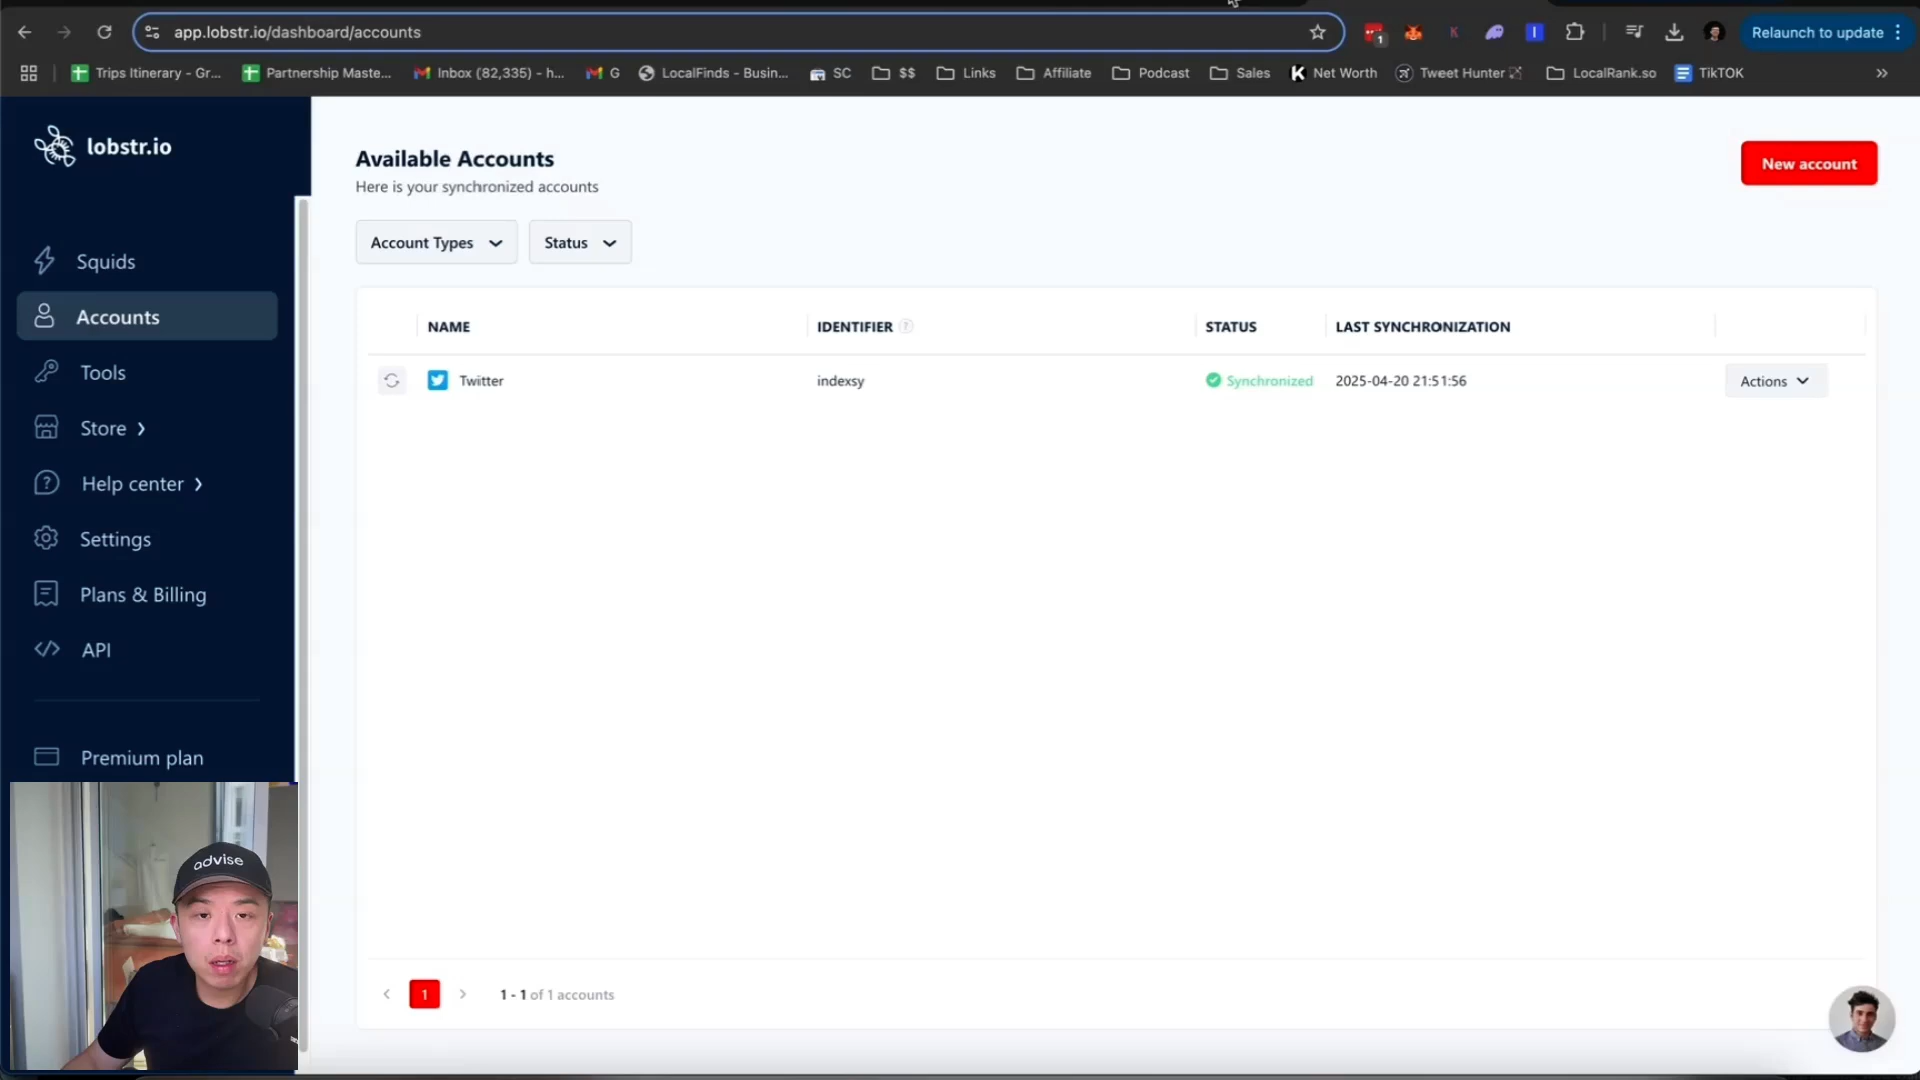 app.lobstr.io/dashboard/accounts
1
K
I
Relaunch to update
Trips Itinerary - Gr...
Partnership Maste...
Inbox (82,335) - h...
G
LocalFinds - Busin...
SC
$$
Links
Affiliate
Podcast
Sales
Net Worth
Tweet Hunter
LocalRank.so
TikTOK
lobstr.io
Squids
Accounts
Tools
Store
Help center
Settings
Plans & Billing
API
Premium plan
Available Accounts
Here is your synchronized accounts
New account
Account Types
Status
NAME
IDENTIFIER ?
STATUS
LAST SYNCHRONIZATION
Twitter
indexsy
Synchronized
2025-04-20 21:51:56
Actions
1
1 - 1 of 1 accounts
advise